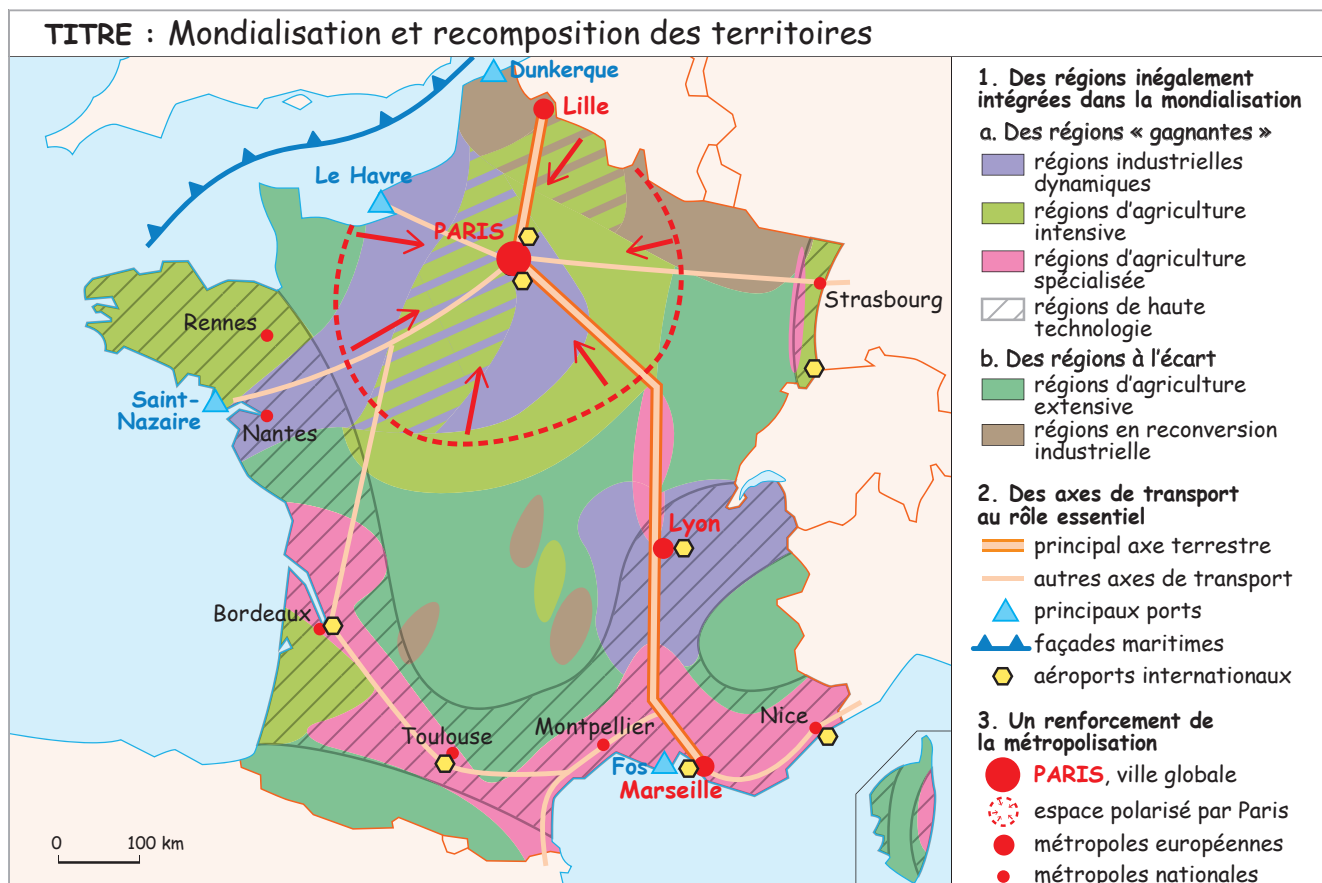 TITRE : Mondialisation et recomposition des territoires
Dunkerque
Lille
Le Havre
PARIS
Strasbourg
Rennes
Saint-
Nazaire
Nantes
Lyon
Bordeaux
Toulouse
Montpellier
Nice
Fos
Marseille
0 100 km
1. Des régions inégalement
intégrées dans la mondialisation
a. Des régions « gagnantes »
régions industrielles
dynamiques
régions d'agriculture
intensive
régions d'agriculture
spécialisée
régions de haute
technologie
b. Des régions à l'écart
régions d'agriculture
extensive
régions en reconversion
industrielle
2. Des axes de transport
au rôle essentiel
principal axe terrestre
autres axes de transport
principaux ports
façades maritimes
aéroports internationaux
3. Un renforcement de
la métropolisation
PARIS, ville globale
espace polarisé par Paris
métropoles européennes
métropoles nationales